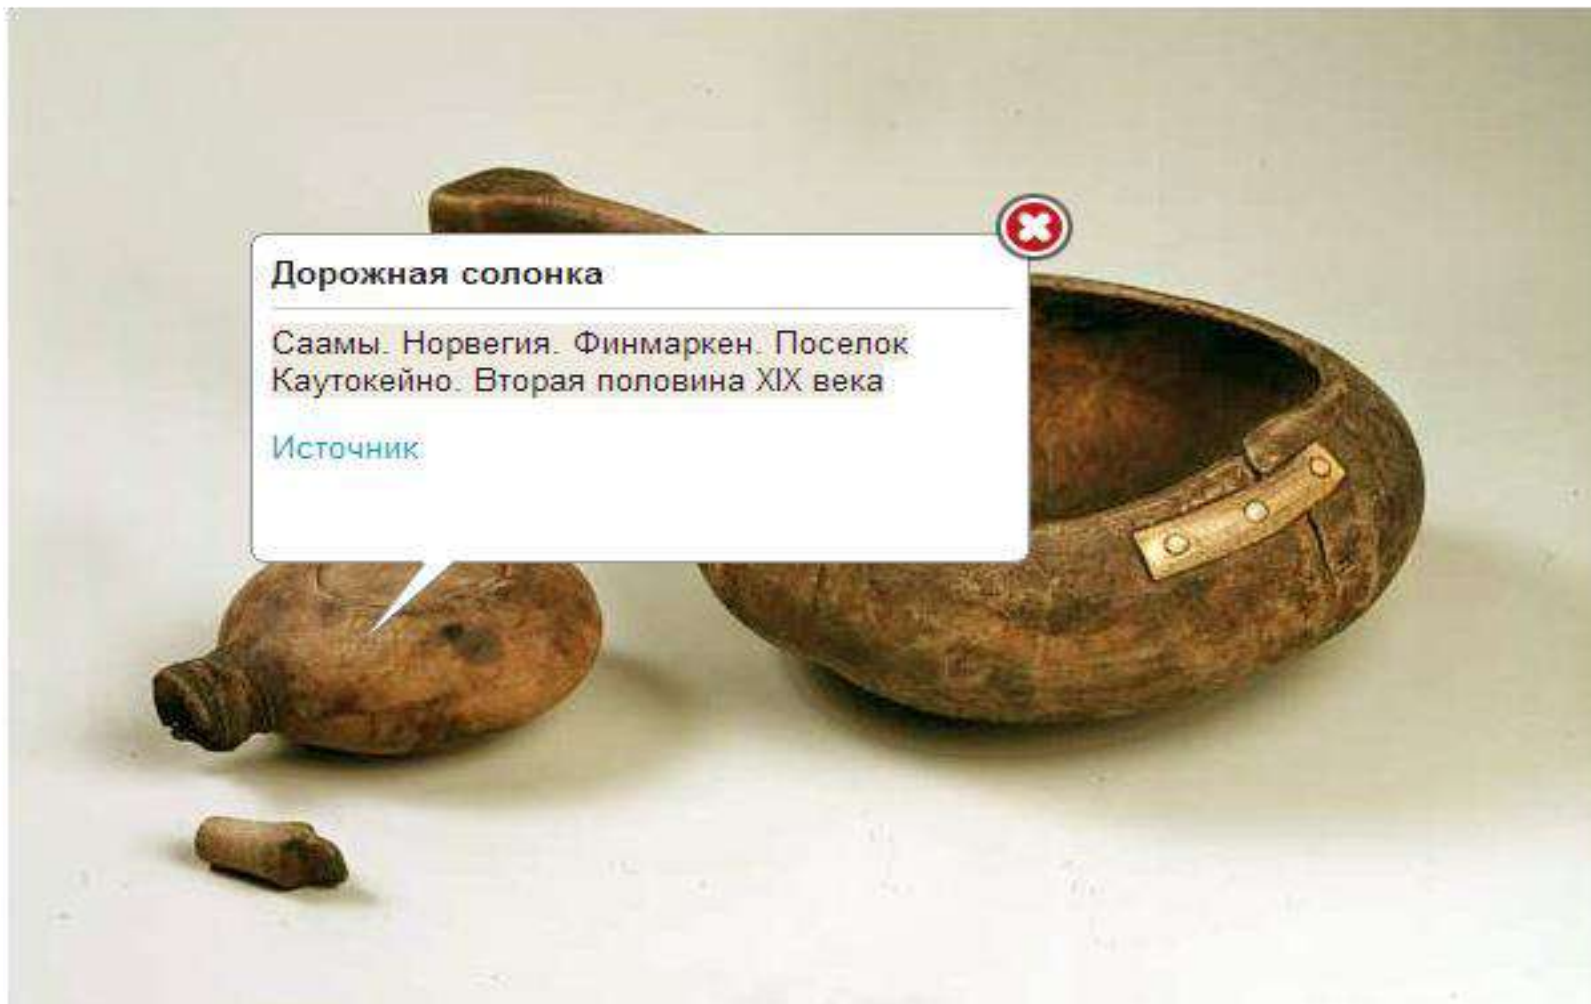 Дорожная солонка
Саамы. Норвегия. Финмаркен. Поселок
Каутокейно. Вторая половина XIX века
Источник